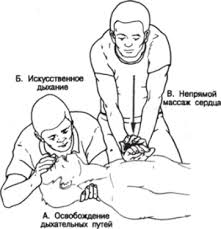 Б. Искусственное
дыхание
В. Непрямой
массаж сердца
А. Освобождение
дыхательных путей